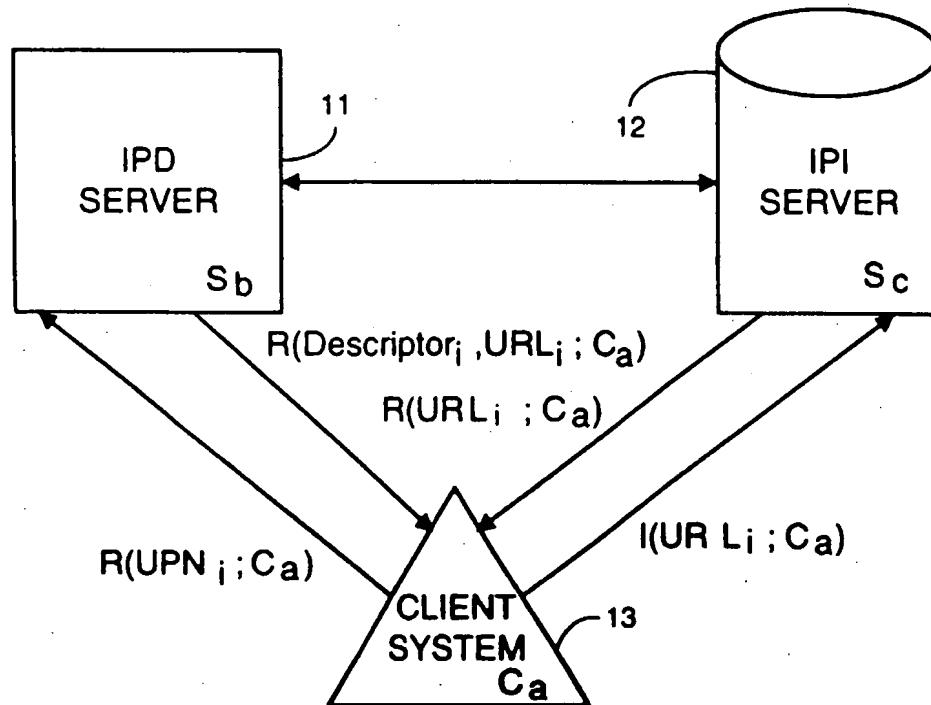 11
12
IPD
SERVER
Sb
IPI
SERVER
Sc
R(Descriptori ,URLi ; Ca)
R(URLi ; Ca)
R(UPN i ; Ca)
I(UR Li ; Ca)
CLIENT
SYSTEM
Ca
13